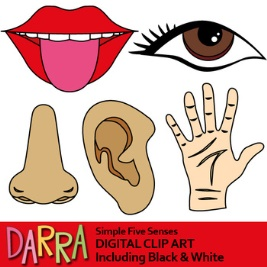 DARRA
Simple Five Senses
DIGITAL CLIP ART
Including Black & White